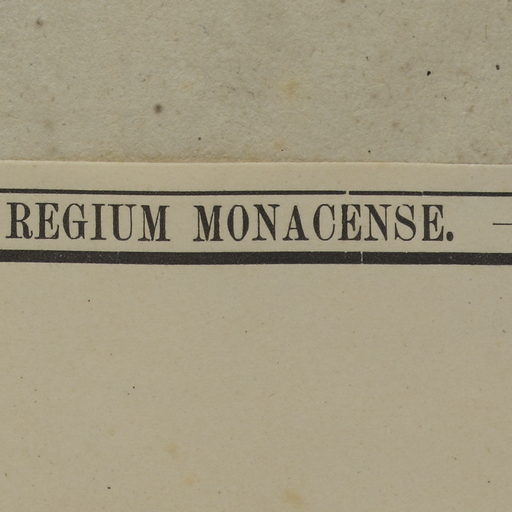 REGIUM MONACENSE. —